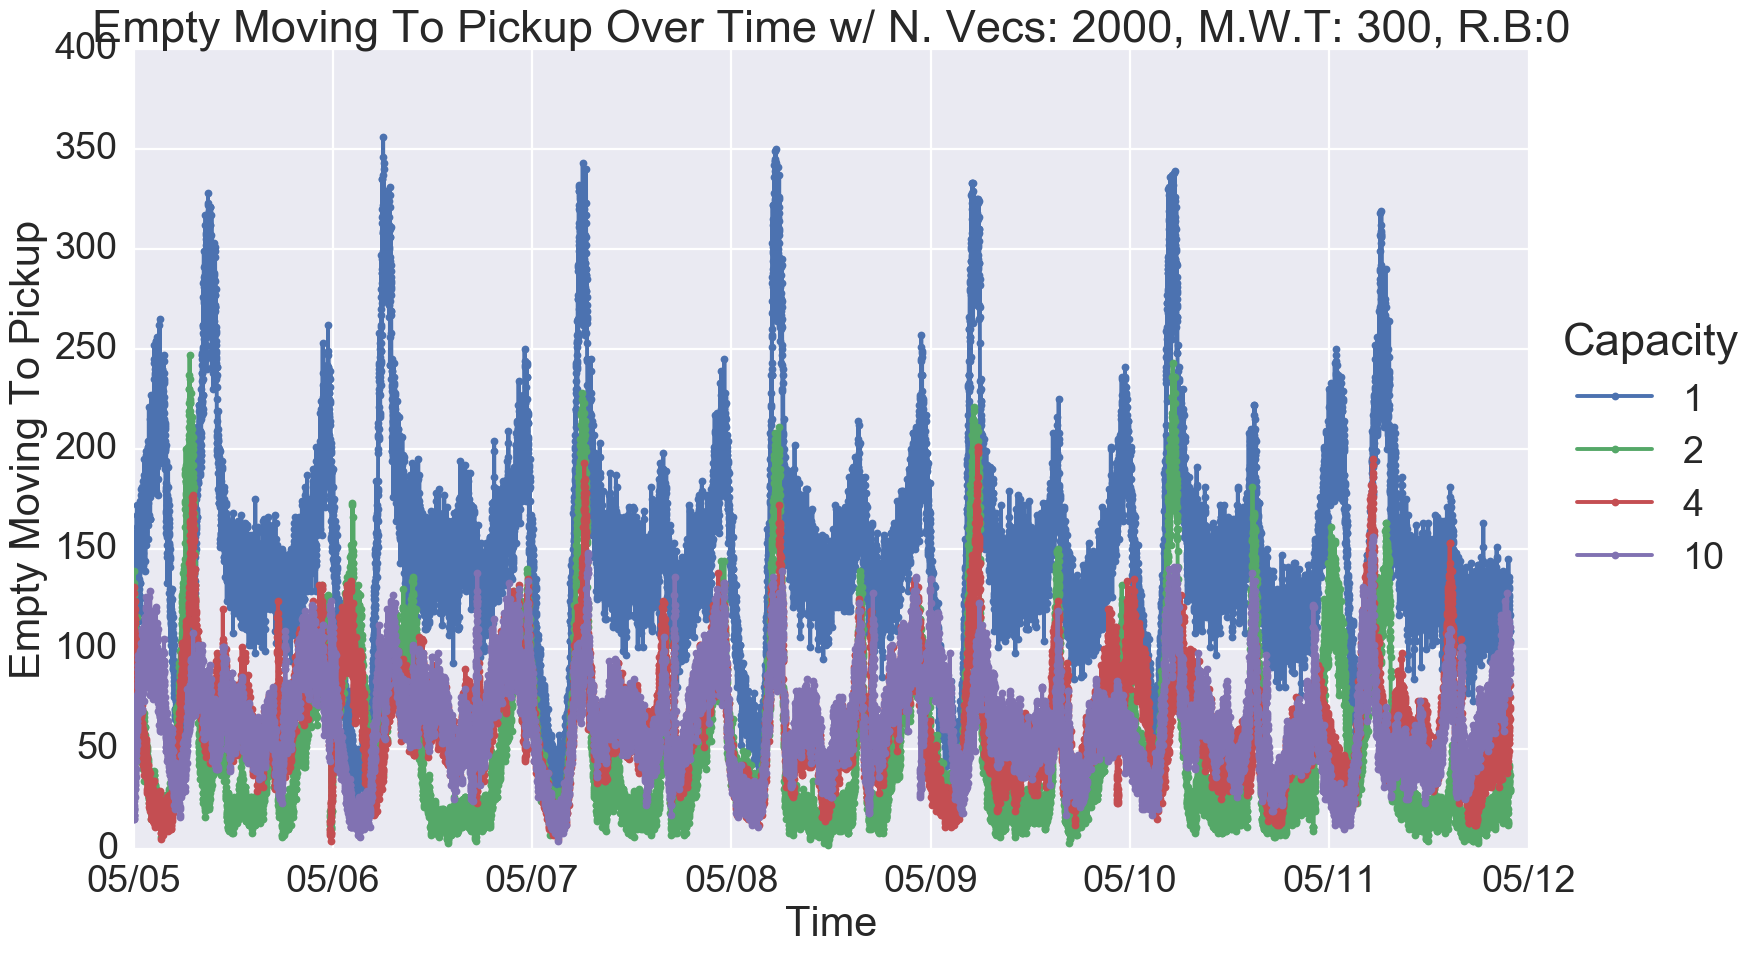 Empty Moving To Pickup Over Time w/ N. Vecs: 2000, M.W.T: 300, R.B:0
400
350
300
250
200
150
100
50
0
Empty Moving To Pickup
05/05 05/06 05/07 05/08 05/09 05/10 05/11 05/12
Time
Capacity
1
2
4
10